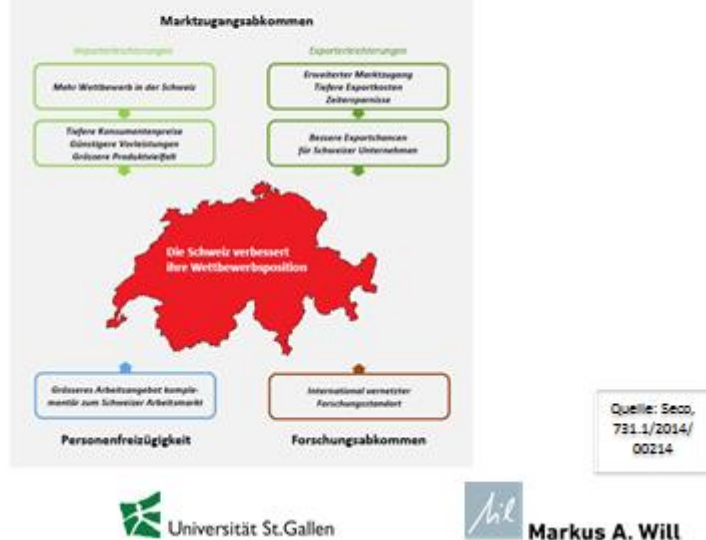 Marktzugangsabkommen
Importerleichterungen
Exporterleichterungen
Mehr Wettbewerb in der Schweiz
Erweiterter Marktzugang
Tiefere Exportkosten
Zeitersparnisse
Tiefere Konsumentenpreise
Günstigere Vorleistungen
Grössere Produktvielfalt
Bessere Exportchancen
für Schweizer Unternehmen
Die Schweiz verbessert
ihre Wettbewerbsposition
Grösseres Arbeitsangebot komple-
mentär zum Schweizer Arbeitsmarkt
International vernetzter
Forschungsstandort
Personenfreizügigkeit
Forschungsabkommen
Quelle: Seco,
731.1/2014/
00214
Universität St.Gallen
Markus A. Will